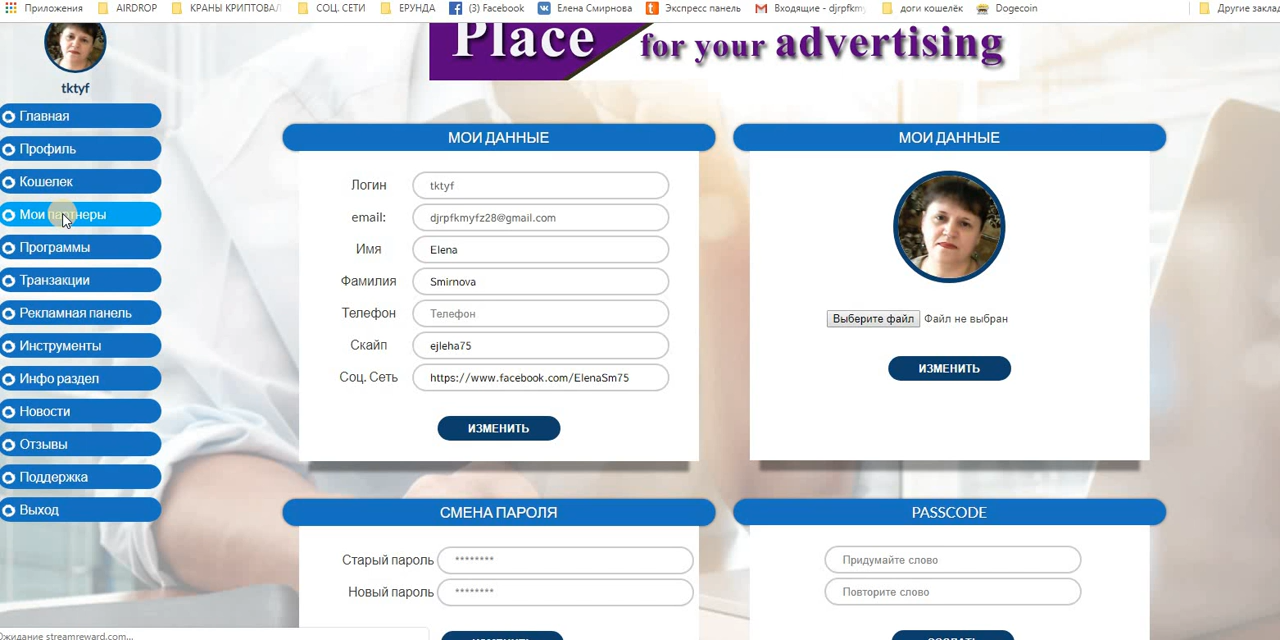 Приложения AIRDROP КРАНЫ КРИПТОВАЛ СОЦ. СЕТИ ЕРУНДА (3) Facebook Елена Смирнова Экспресс панель Входящие - djrpfkmy доги кошелёк Dogecoin Другие заклад
Place for your advertising
tktyf
Главная
Профиль
Кошелек
Мои партнеры
Программы
Транзакции
Рекламная панель
Инструменты
Инфо раздел
Новости
Отзывы
Поддержка
Выход
МОИ ДАННЫЕ
Логин tktyf
email: djrpfkmyfz28@gmail.com
Имя Elena
Фамилия Smirnova
Телефон Телефон
Скайп ejleha75
Соц. Сеть https://www.facebook.com/ElenaSm75
ИЗМЕНИТЬ
МОИ ДАННЫЕ
Выберите файл Файл не выбран
ИЗМЕНИТЬ
СМЕНА ПАРОЛЯ
Старый пароль ********
Новый пароль ********
ИЗМЕНИТЬ
PASSCODE
Придумайте слово
Повторите слово
СОЗДАТЬ
Ожидание streamreward.com...